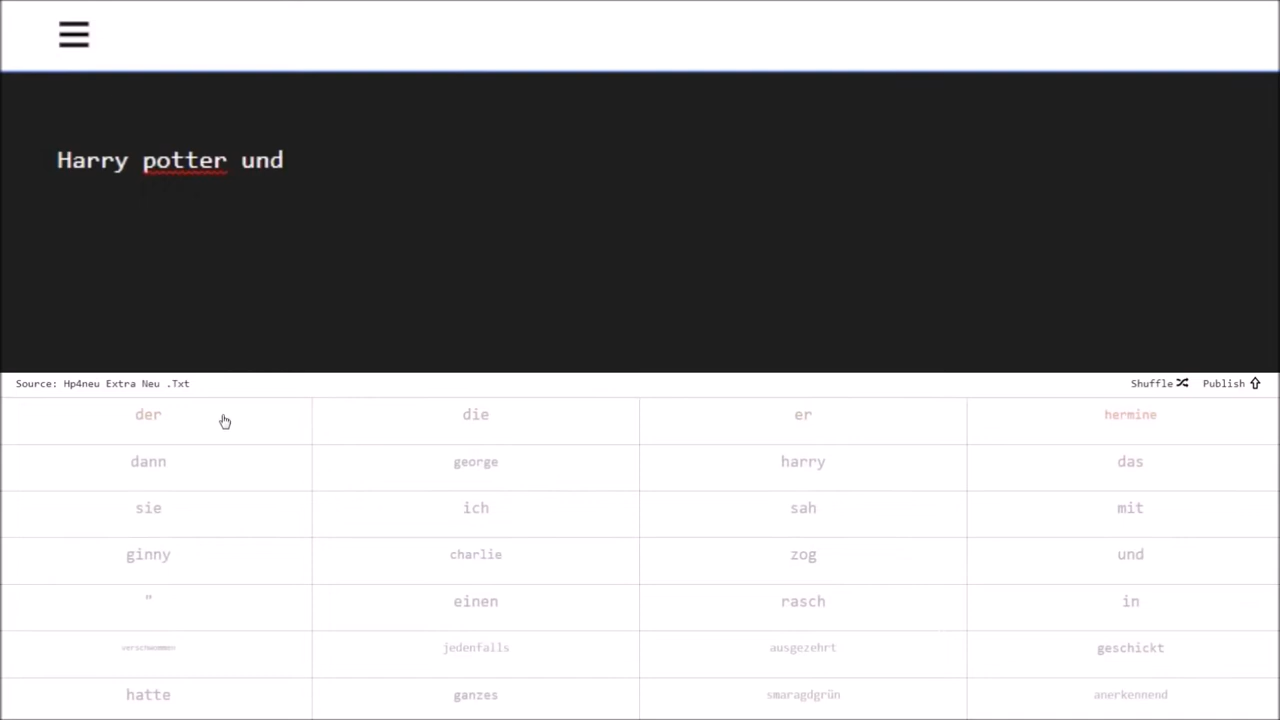 Harry potter und
Source: Hp4neu Extra Neu .Txt Shuffle Publish
der die er hermine
dann george harry das
sie ich sah mit
ginny charlie zog und
" einen rasch in
verschwommen jedenfalls ausgezehrt geschickt
hatte ganzes smaragdgrün anerkennend